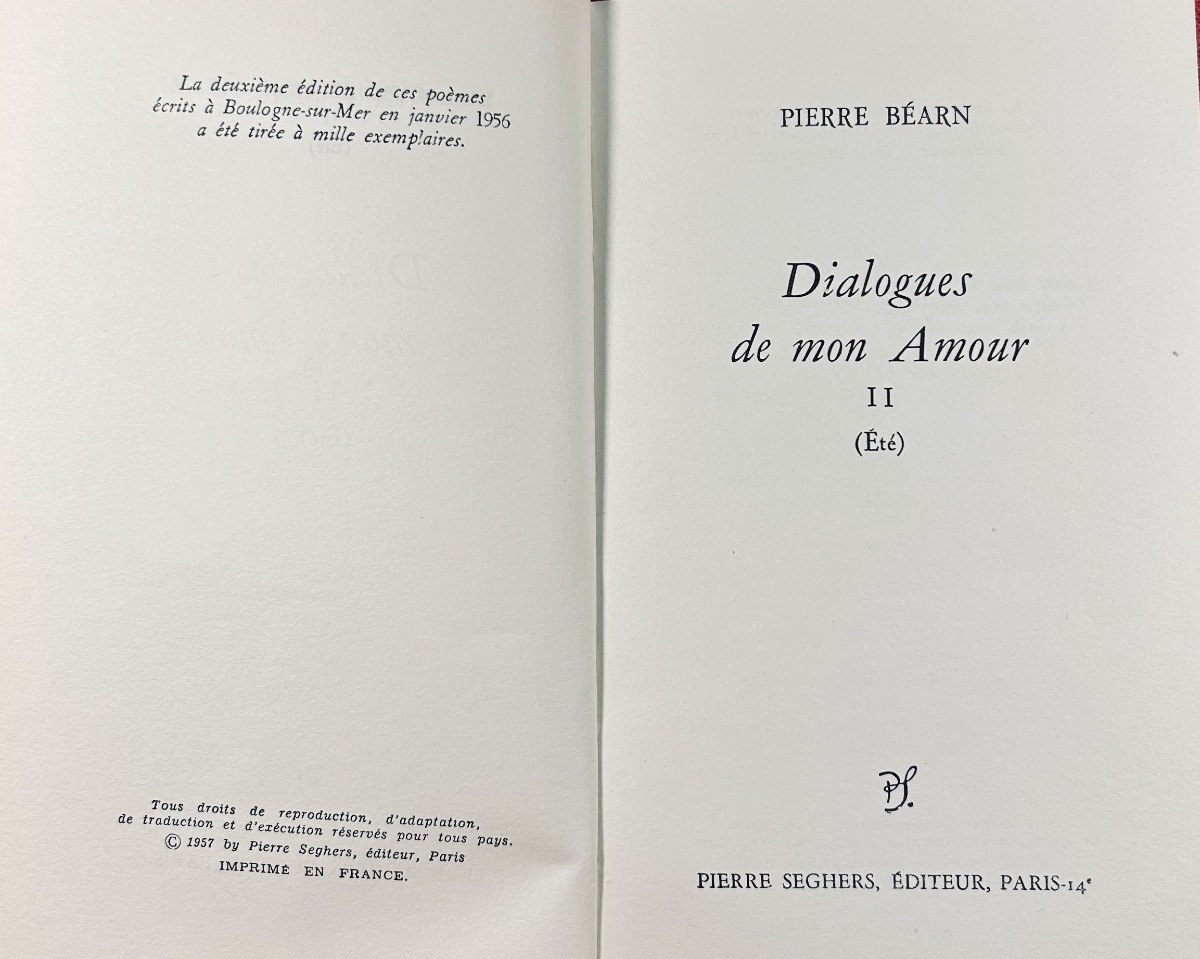 La deuxième édition de ces poèmes
écrits à Boulogne-sur-Mer en janvier 1956
a été tirée à mille exemplaires.
Tous droits de reproduction, d'adaptation,
de traduction et d'exécution réservés pour tous pays.
© 1957 by Pierre Seghers, éditeur, Paris
IMPRIMÉ EN FRANCE.
PIERRE BÉARN
Dialogues
de mon Amour
II
(Été)
PS.
PIERRE SEGHERS, ÉDITEUR, PARIS-14ᵉ